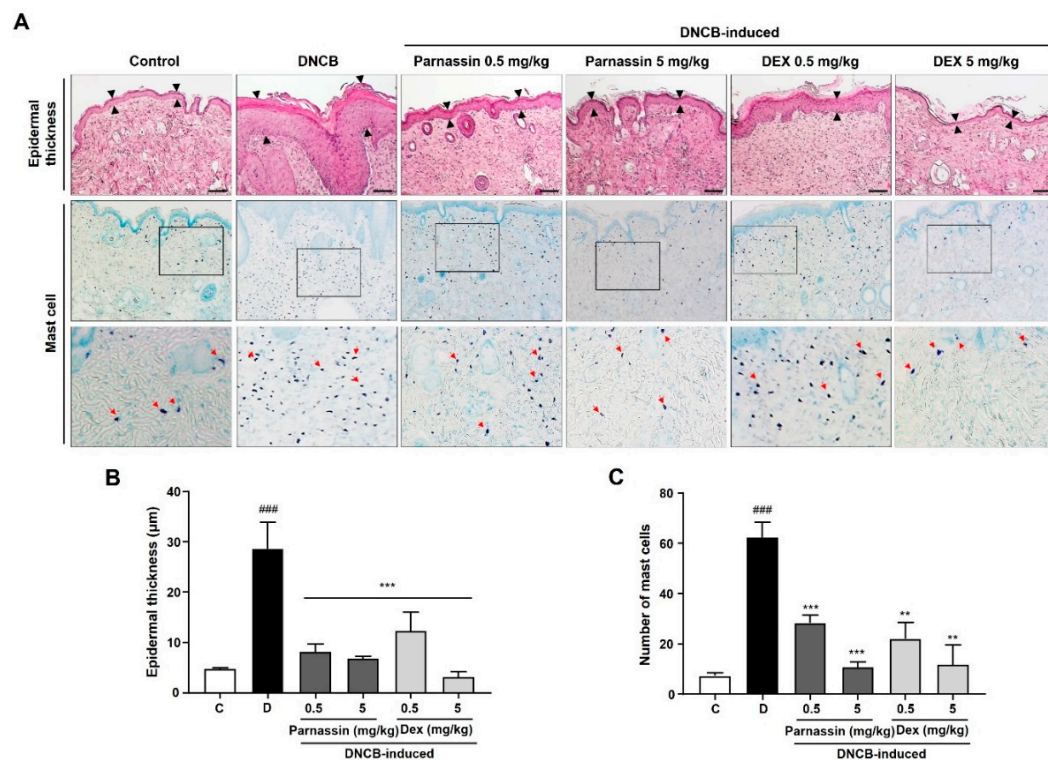 A
DNCB-induced
Control
DNCB
Parnassin 0.5 mg/kg
Parnassin 5 mg/kg
DEX 0.5 mg/kg
DEX 5 mg/kg
Epidermal
thickness
Mast cell
B
Epidermal thickness (μm)
40
30
20
10
0
###
***
C
D
0.5
5
0.5
5
Parnassin (mg/kg)
Dex (mg/kg)
DNCB-induced
C
Number of mast cells
80
60
40
20
0
###
***
***
**
**
C
D
0.5
5
0.5
5
Parnassin (mg/kg)
Dex (mg/kg)
DNCB-induced